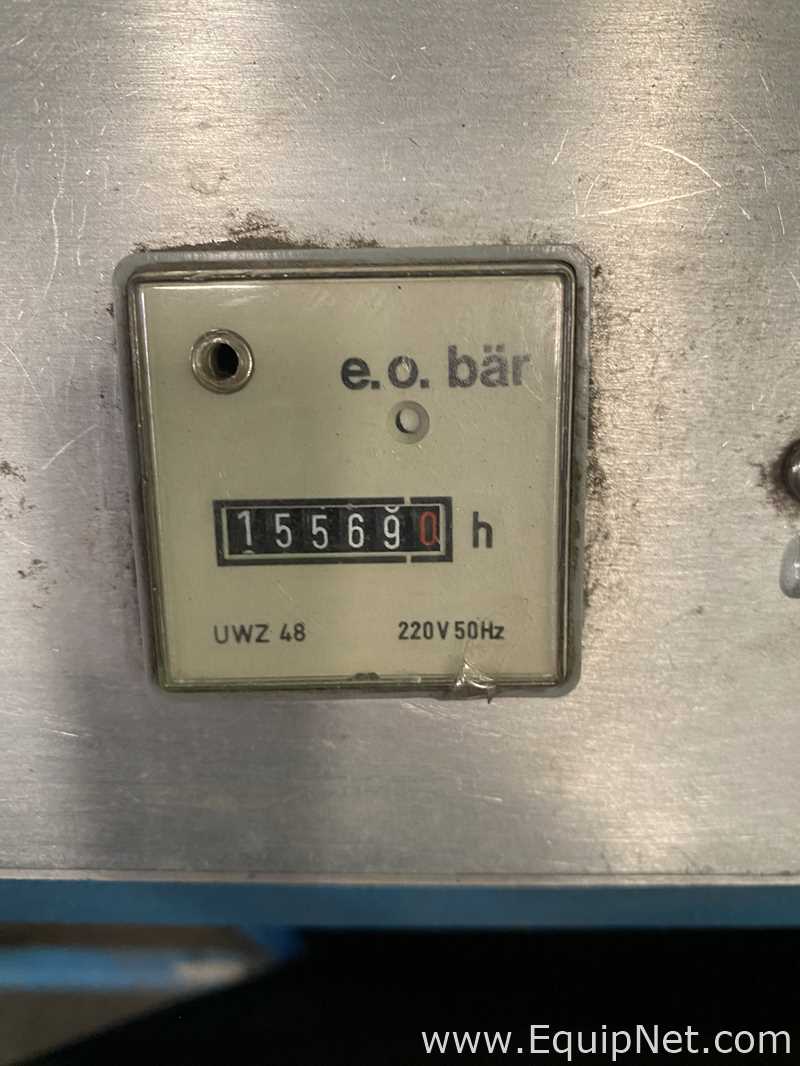 e.o. bär
155690 h
UWZ 48 220V 50Hz
www.EquipNet.com